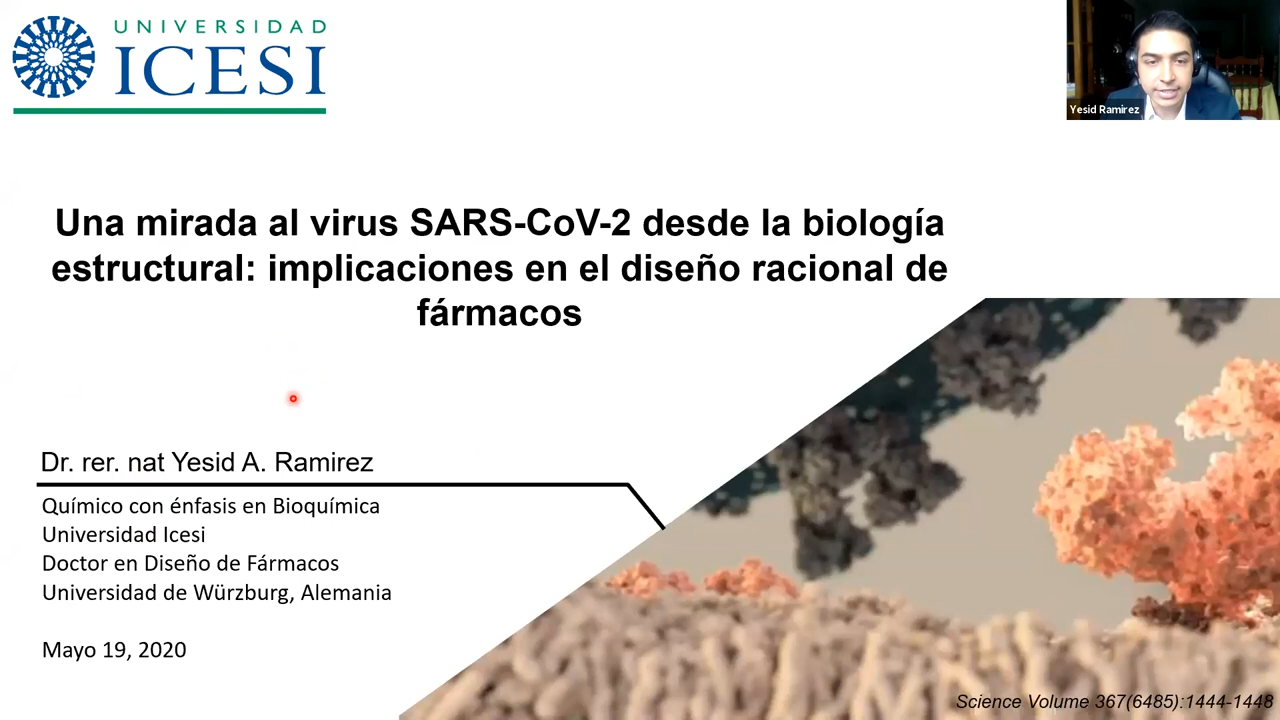 UNIVERSIDAD
ICESI
Yesid Ramirez
Una mirada al virus SARS-CoV-2 desde la biología
estructural: implicaciones en el diseño racional de
fármacos
Dr. rer. nat Yesid A. Ramirez
Químico con énfasis en Bioquímica
Universidad Icesi
Doctor en Diseño de Fármacos
Universidad de Würzburg, Alemania
Mayo 19, 2020
Science Volume 367(6485):1444-1448